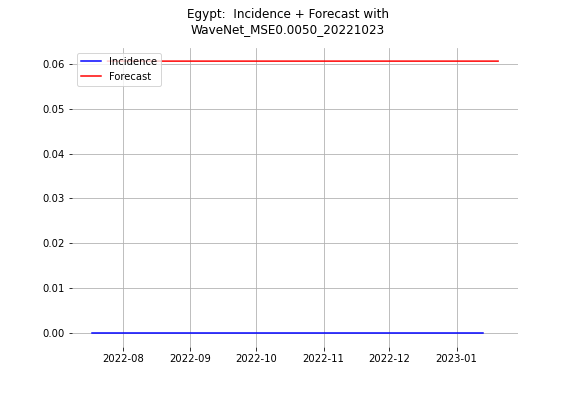 Egypt:  Incidence + Forecast with
WaveNet_MSE0.0050_20221023
Incidence
Forecast
0.06
0.05
0.04
0.03
0.02
0.01
0.00
2022-08 2022-09 2022-10 2022-11 2022-12 2023-01